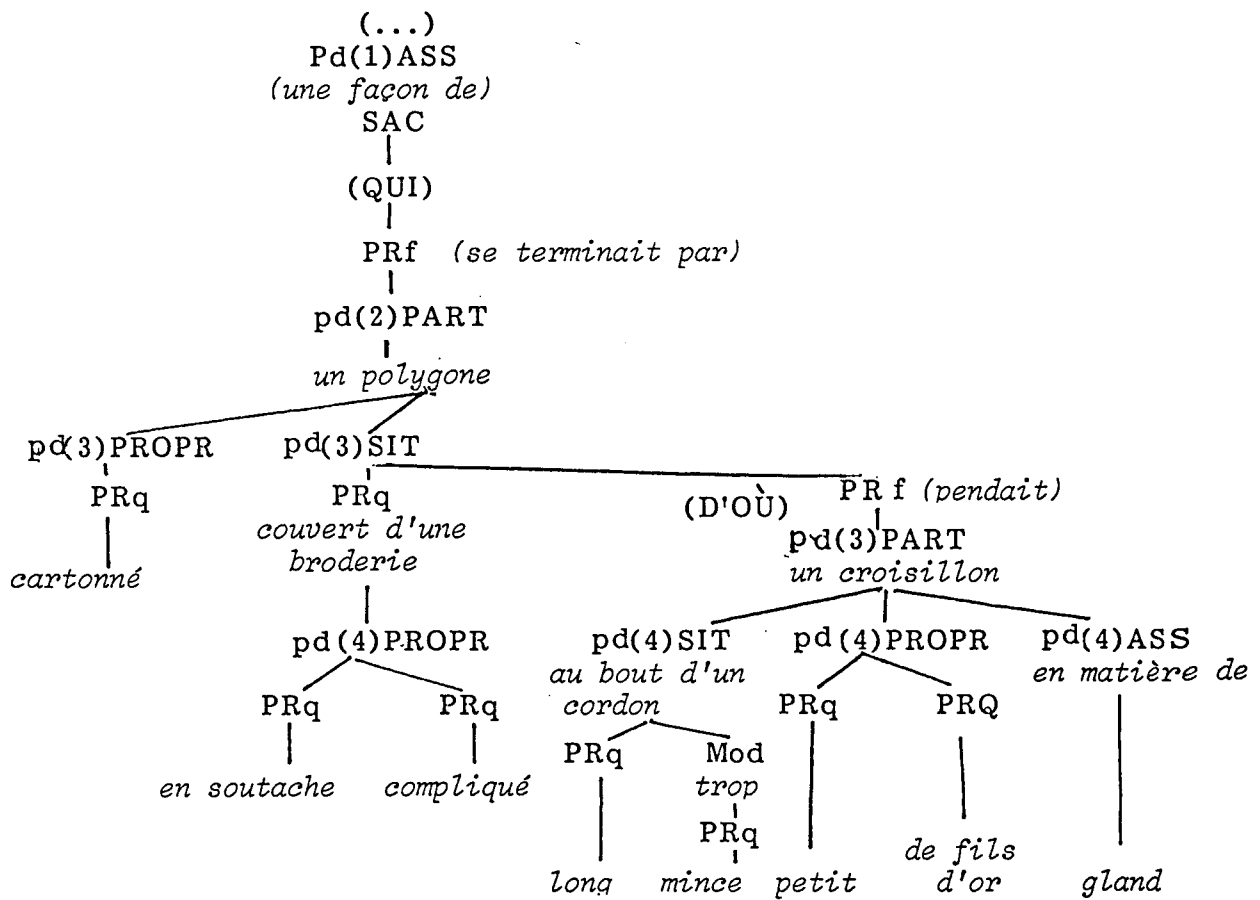 (...)
Pd(1)ASS
(une façon de)
SAC
(QUI)
PRf (se terminait par)
pd(2)PART
un polygone
pd(3)PROPR pd(3)SIT
PRq PRq (D'OÙ) PRf (pendait)
couvert d'une pd(3)PART
cartonné broderie un croisillon
pd(4)PROPR pd(4)SIT pd(4)PROPR pd(4)ASS
au bout d'un en matière de
PRq PRq cordon PRq PRQ
PRq Mod
en soutache compliqué trop
PRq
de fils
long mince petit d'or gland